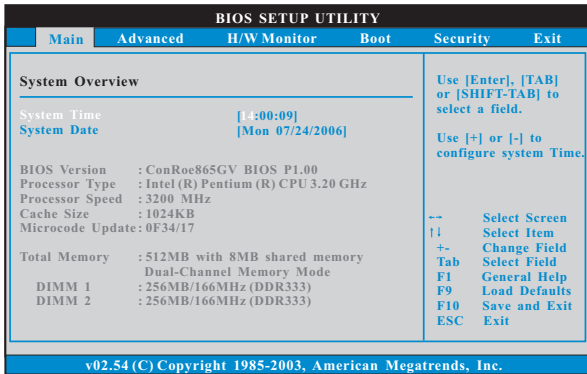 BIOS SETUP UTILITY
Main Advanced H/W Monitor Boot Security Exit
System Overview
System Time [14:00:09]
System Date [Mon 07/24/2006]
BIOS Version : ConRoe865GV BIOS P1.00
Processor Type : Intel (R) Pentium (R) CPU 3.20 GHz
Processor Speed : 3200 MHz
Cache Size : 1024KB
Microcode Update : 0F34/17
Total Memory : 512MB with 8MB shared memory
Dual-Channel Memory Mode
DIMM 1 : 256MB/166MHz (DDR333)
DIMM 2 : 256MB/166MHz (DDR333)
Use [Enter], [TAB]
or [SHIFT-TAB] to
select a field.
Use [+] or [-] to
configure system Time.
←→ Select Screen
↑↓ Select Item
+- Change Field
Tab Select Field
F1 General Help
F9 Load Defaults
F10 Save and Exit
ESC Exit
v02.54 (C) Copyright 1985-2003, American Megatrends, Inc.